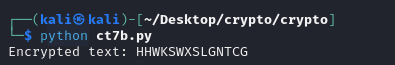 ┌──(kali㉿kali)-[~/Desktop/crypto/crypto]
└─$ python ct7b.py
Encrypted text: HHWKSWXSLGNTCG